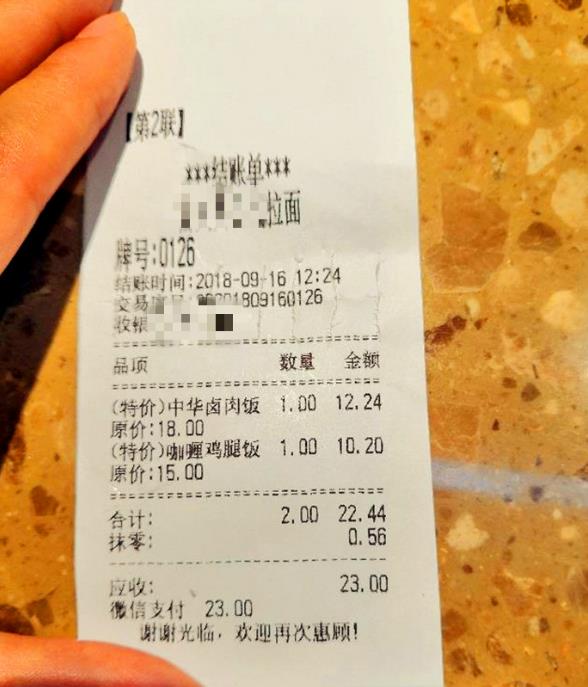 【第2联】
***结账单***
拉面
牌号:0126
结账时间:2018-09-16 12:24
交易
收银
品项 数量 金额
(特价)中华卤肉饭 1.00 12.24
原价:18.00
(特价)咖喱鸡腿饭 1.00 10.20
原价:15.00
合计: 2.00 22.44
抹零: 0.56
应收: 23.00
微信支付 23.00
谢谢光临，欢迎再次惠顾!